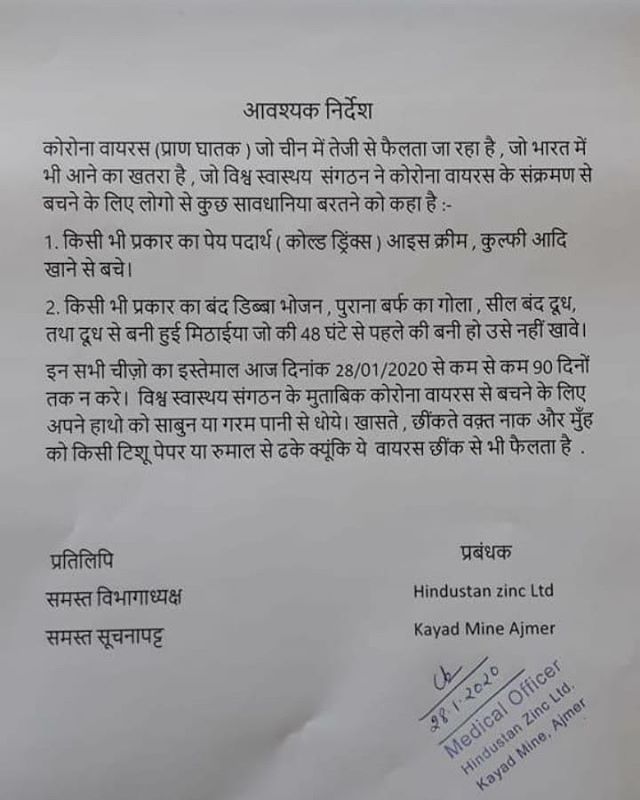 आवश्यक निर्देश
कोरोना वायरस (प्राण घातक ) जो चीन में तेजी से फैलता जा रहा है , जो भारत में
भी आने का खतरा है , जो विश्व स्वास्थय संगठन ने कोरोना वायरस के संक्रमण से
बचने के लिए लोगो से कुछ सावधानिया बरतने को कहा है :-
1. किसी भी प्रकार का पेय पदार्थ ( कोल्ड ड्रिंक्स ) आइस क्रीम , कुल्फी आदि
खाने से बचे।
2. किसी भी प्रकार का बंद डिब्बा भोजन , पुराना बर्फ का गोला , सील बंद दूध,
तथा दूध से बनी हुई मिठाईया जो की 48 घंटे से पहले की बनी हो उसे नहीं खावे।
इन सभी चीज़ो का इस्तेमाल आज दिनांक 28/01/2020 से कम से कम 90 दिनों
तक न करे। विश्व स्वास्थय संगठन के मुताबिक कोरोना वायरस से बचने के लिए
अपने हाथो को साबुन या गरम पानी से धोये। खासते , छींकते वक़्त नाक और मुँह
को किसी टिशू पेपर या रुमाल से ढके क्यूंकि ये वायरस छींक से भी फैलता है .
प्रतिलिपि
समस्त विभागाध्यक्ष
समस्त सूचनापट्ट
प्रबंधक
Hindustan zinc Ltd
Kayad Mine Ajmer
28.1.2020
Medical Officer
Hindustan Zinc Ltd.
Kayad Mine, Ajmer